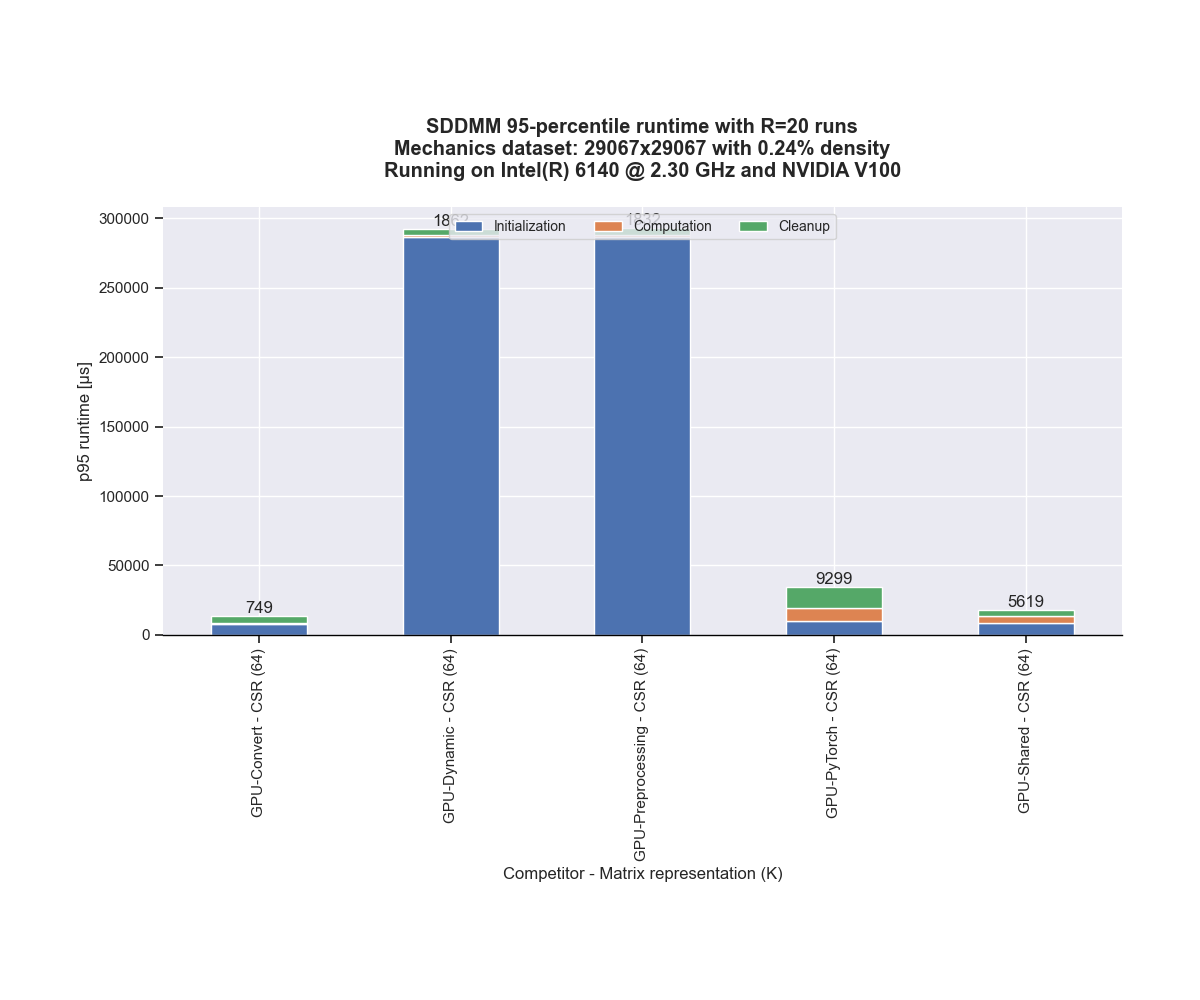 SDDMM 95-percentile runtime with R=20 runs
Mechanics dataset: 29067x29067 with 0.24% density
Running on Intel(R) 6140 @ 2.30 GHz and NVIDIA V100
300000
250000
200000
150000
100000
50000
0
p95 runtime [µs]
1862
1832
Initialization
Computation
Cleanup
749
9299
5619
GPU-Convert - CSR (64)
GPU-Dynamic - CSR (64)
GPU-Preprocessing - CSR (64)
GPU-PyTorch - CSR (64)
GPU-Shared - CSR (64)
Competitor - Matrix representation (K)